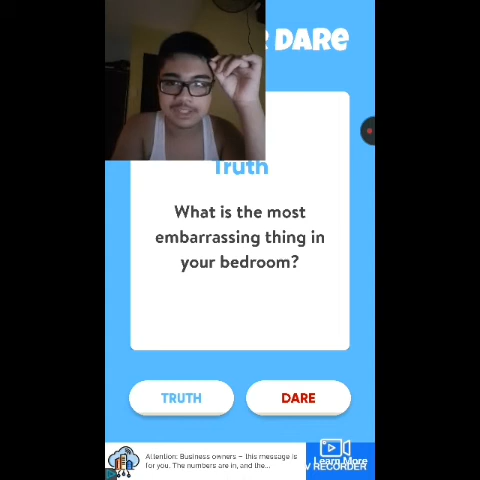 DARE
Truth
What is the most
embarrassing thing in
your bedroom?
TRUTH
DARE
Attention: Business owners – this message is
for you. The numbers are in, and the...
Learn More
RECORDER